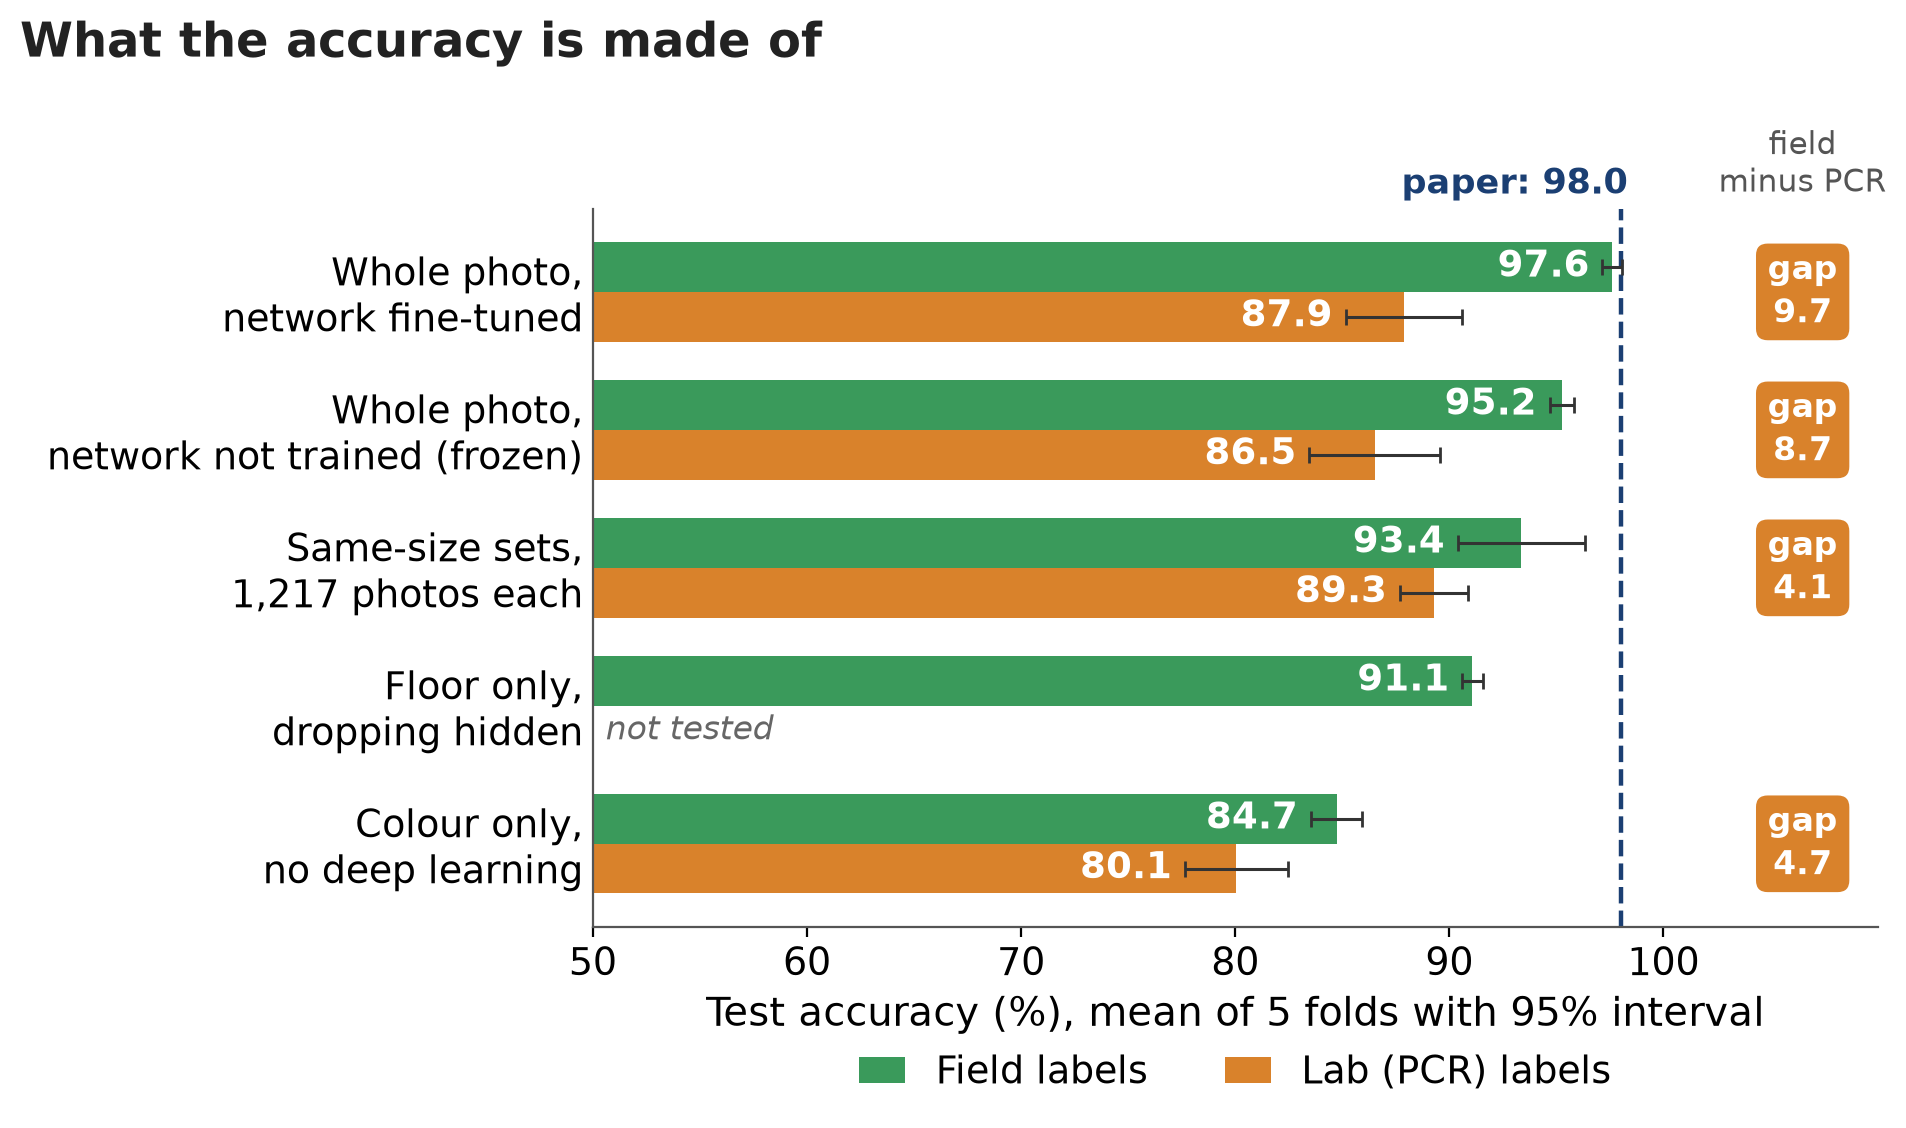 What the accuracy is made of
field
minus PCR
paper: 98.0
Whole photo,
network fine-tuned
97.6
87.9
gap
9.7
Whole photo,
network not trained (frozen)
95.2
86.5
gap
8.7
Same-size sets,
1,217 photos each
93.4
89.3
gap
4.1
Floor only,
dropping hidden
91.1
not tested
Colour only,
no deep learning
84.7
80.1
gap
4.7
50 60 70 80 90 100
Test accuracy (%), mean of 5 folds with 95% interval
Field labels Lab (PCR) labels